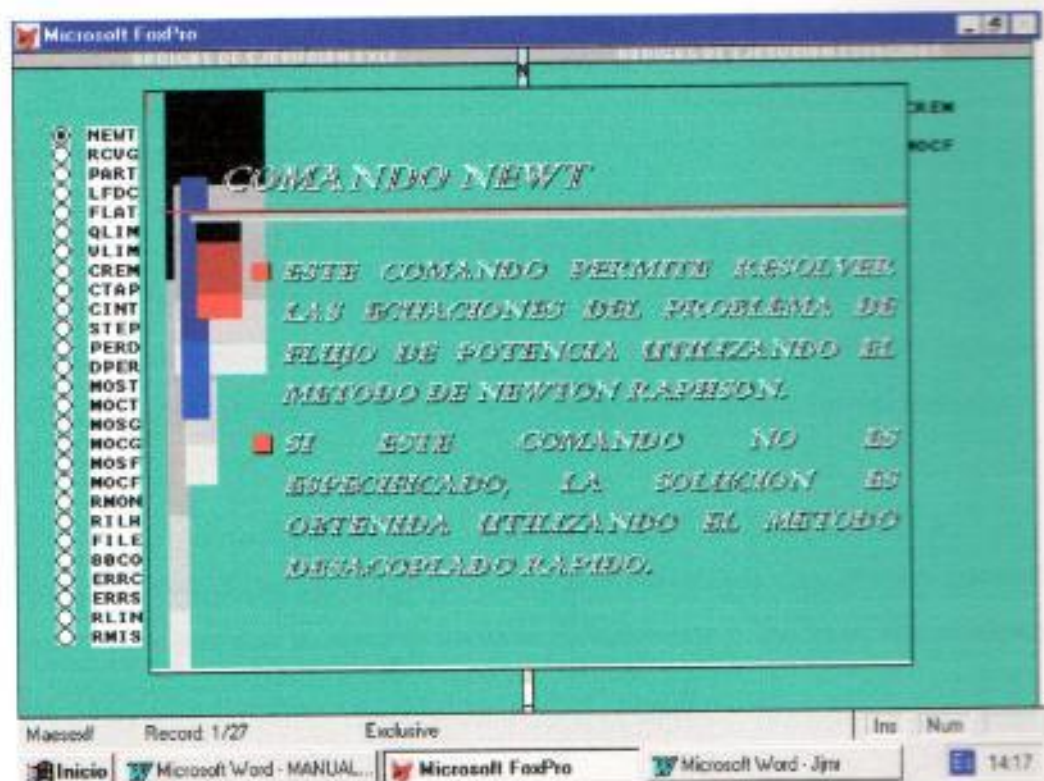 Microsoft FoxPro
N
CREM
MOCF
NEWT
RCVG
PART
LFDC
FLAT
QLIM
VLIM
CREM
CTAP
CINT
STEP
PERD
DPER
MOST
MOCT
MOSG
MOCG
MOSF
MOCF
RMON
RILH
FILE
80CO
ERRC
ERRS
RLIN
RMIS
COMANDO NEWT
ESTE COMANDO PERMITE RESOLVER
LAS ECUACIONES DEL PROBLEMA DE
FLUJO DE POTENCIA UTILIZANDO EL
METODO DE NEWTON RAPHSON.
SI ESTE COMANDO NO ES
ESPECIFICADO, LA SOLUCION ES
OBTENIDA UTILIZANDO EL METODO
DESACOPLADO RAPIDO.
Maesexlf Record: 1/27 Exclusive Ins Num
Inicio Microsoft Word - MANUAL... Microsoft FoxPro Microsoft Word - Jjmr 14:17